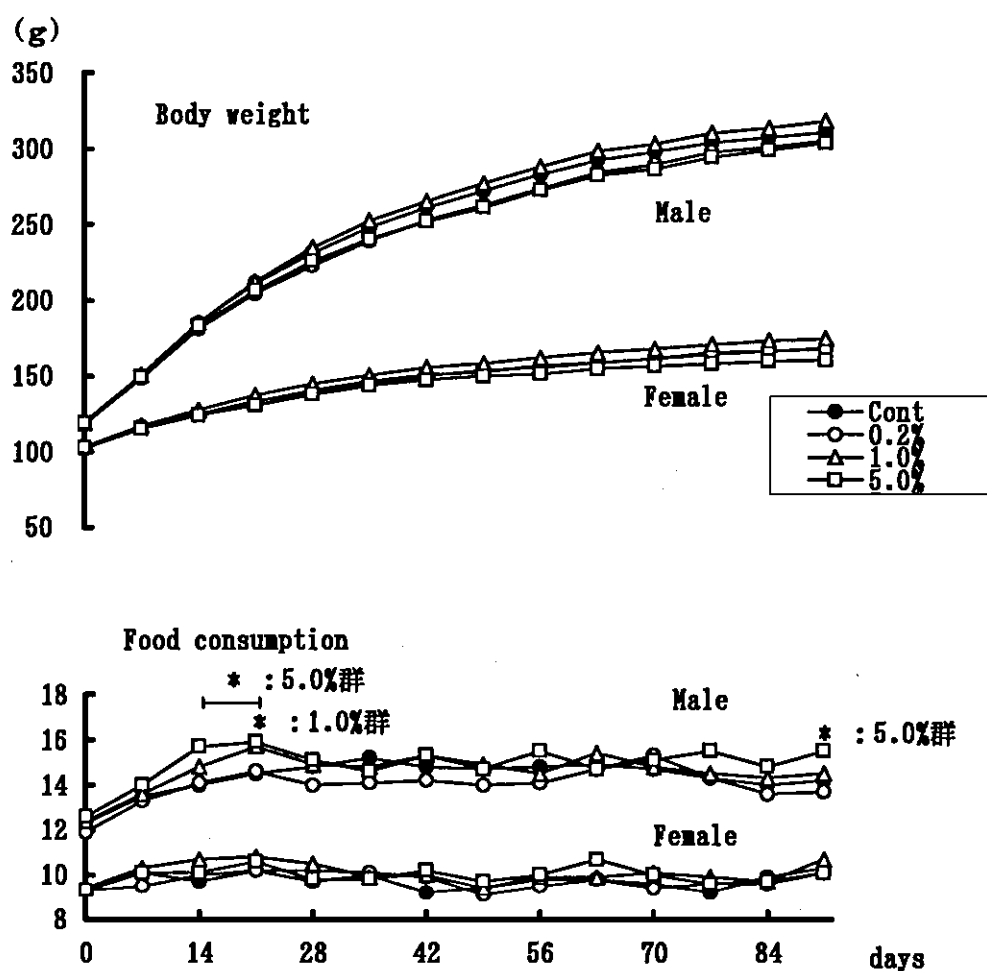 (g)
350
Body weight
300
250
Male
200
150
Female
Cont
0.2%
1.0%
5.0%
100
50
Food consumption
* : 5.0%群
18
Male
* : 1.0%群
* : 5.0%群
16
14
12
Female
10
8
0 14 28 42 56 70 84 days